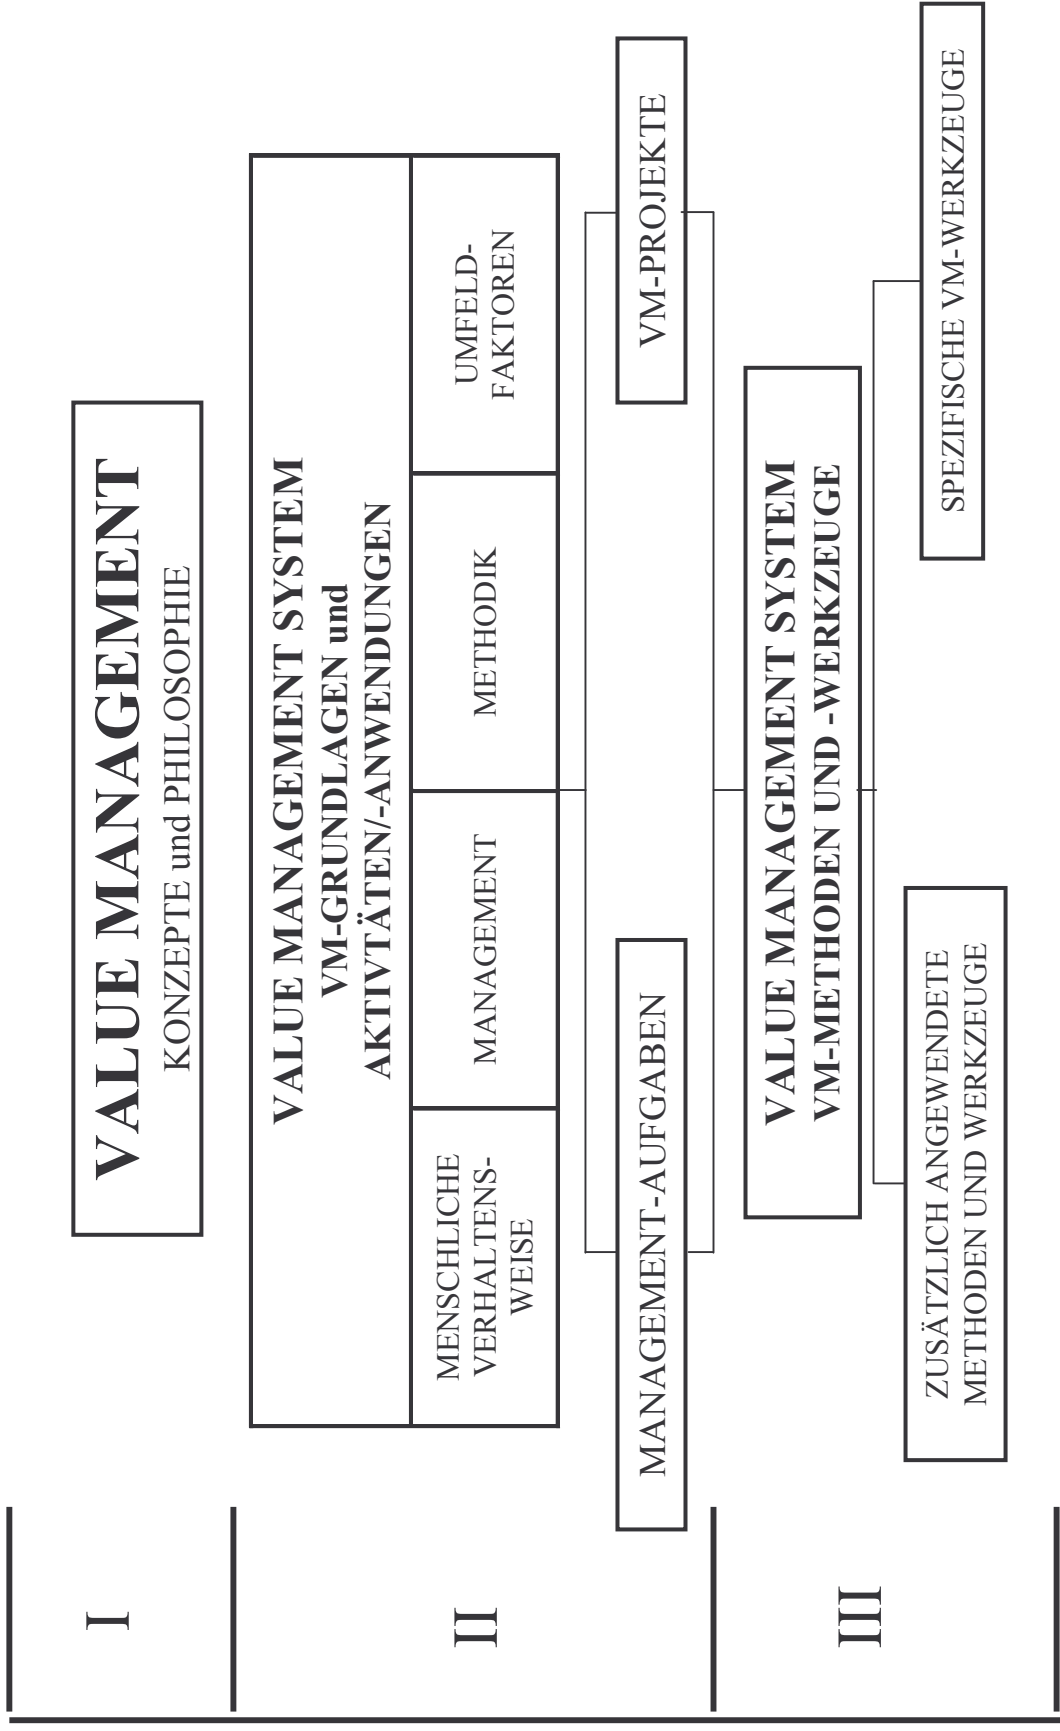 I
VALUE MANAGEMENT
KONZEPTE und PHILOSOPHIE
II
VALUE MANAGEMENT SYSTEM
VM-GRUNDLAGEN und
AKTIVTÄTEN/-ANWENDUNGEN
MENSCHLICHE
VERHALTENS-
WEISE
MANAGEMENT
METHODIK
UMFELD-
FAKTOREN
MANAGEMENT-AUFGABEN
VM-PROJEKTE
III
VALUE MANAGEMENT SYSTEM
VM-METHODEN UND -WERKZEUGE
ZUSÄTZLICH ANGEWENDETE
METHODEN UND WERKZEUGE
SPEZIFISCHE VM-WERKZEUGE